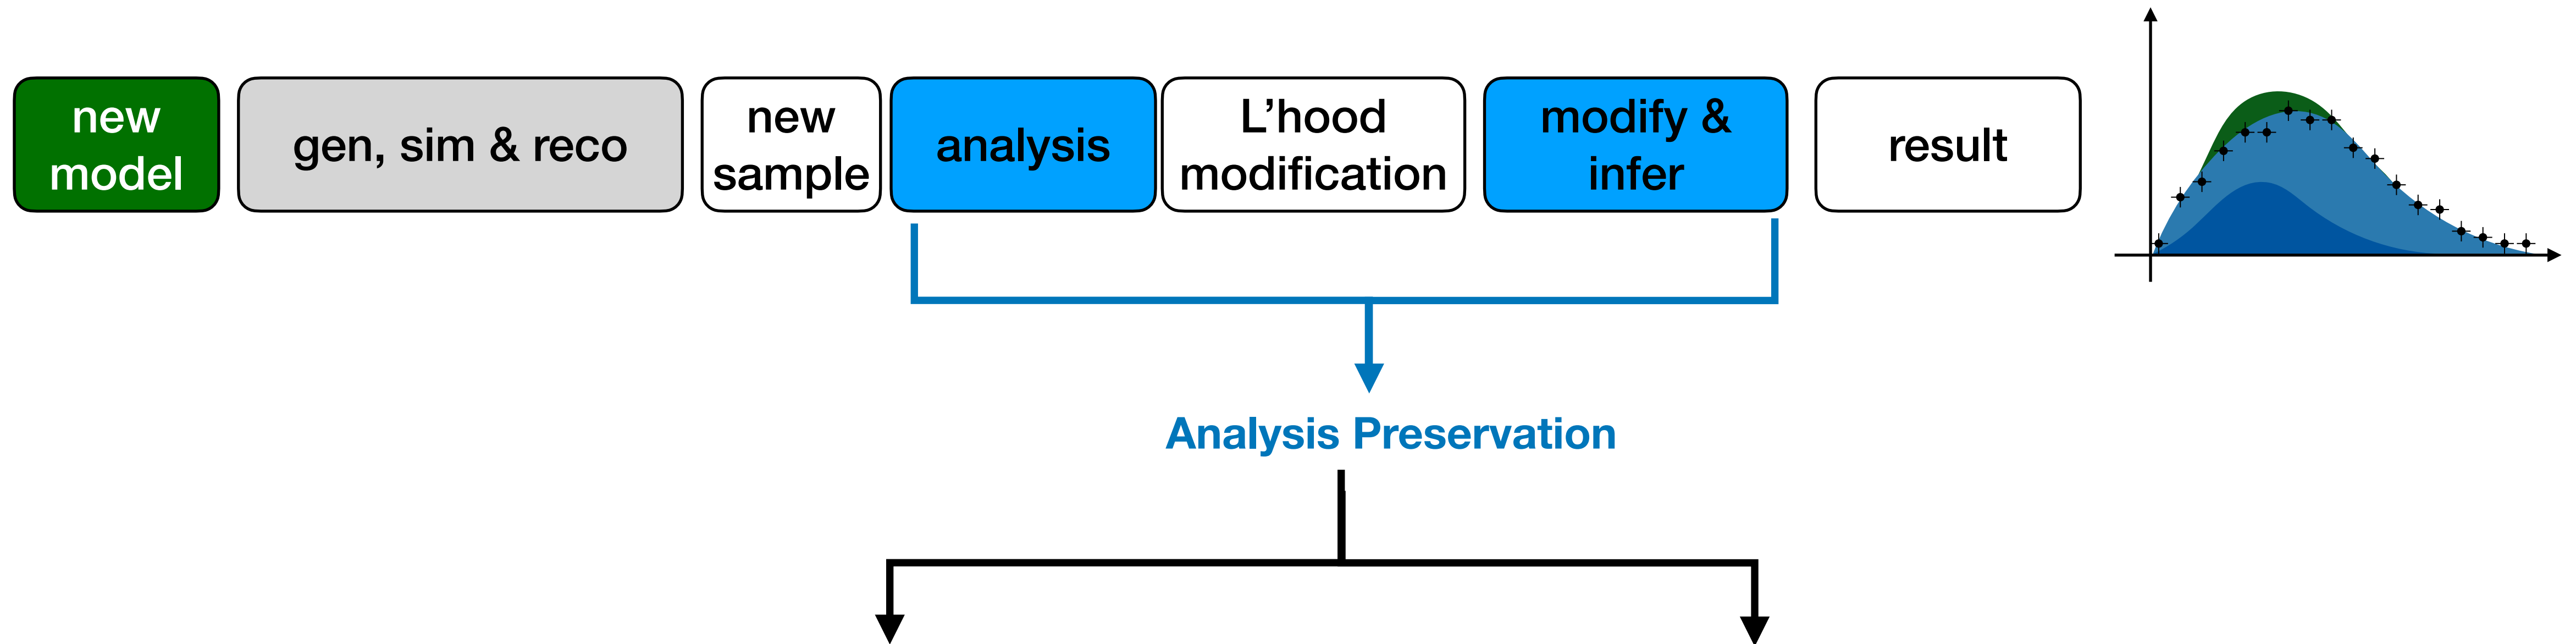 new
model
gen, sim & reco
new
sample
analysis
L’hood
modification
modify &
infer
result
Analysis Preservation